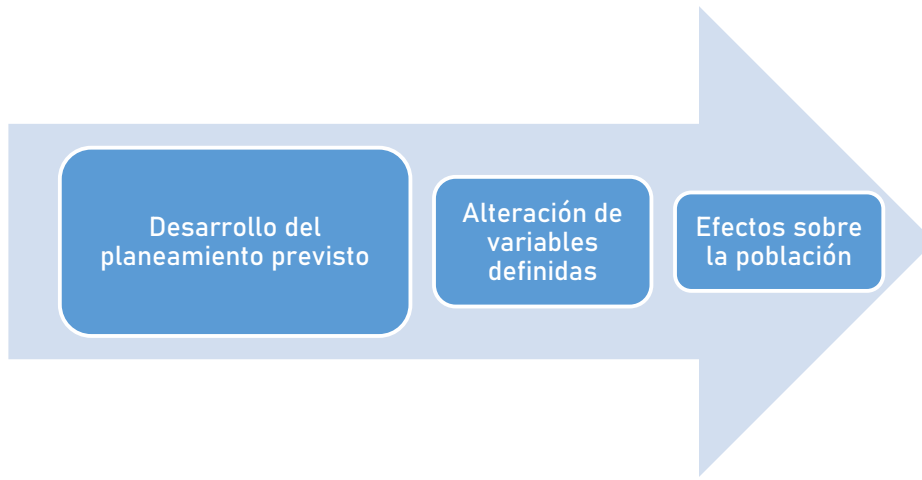 Desarrollo del
planeamiento previsto
Alteración de
variables
definidas
Efectos sobre
la población